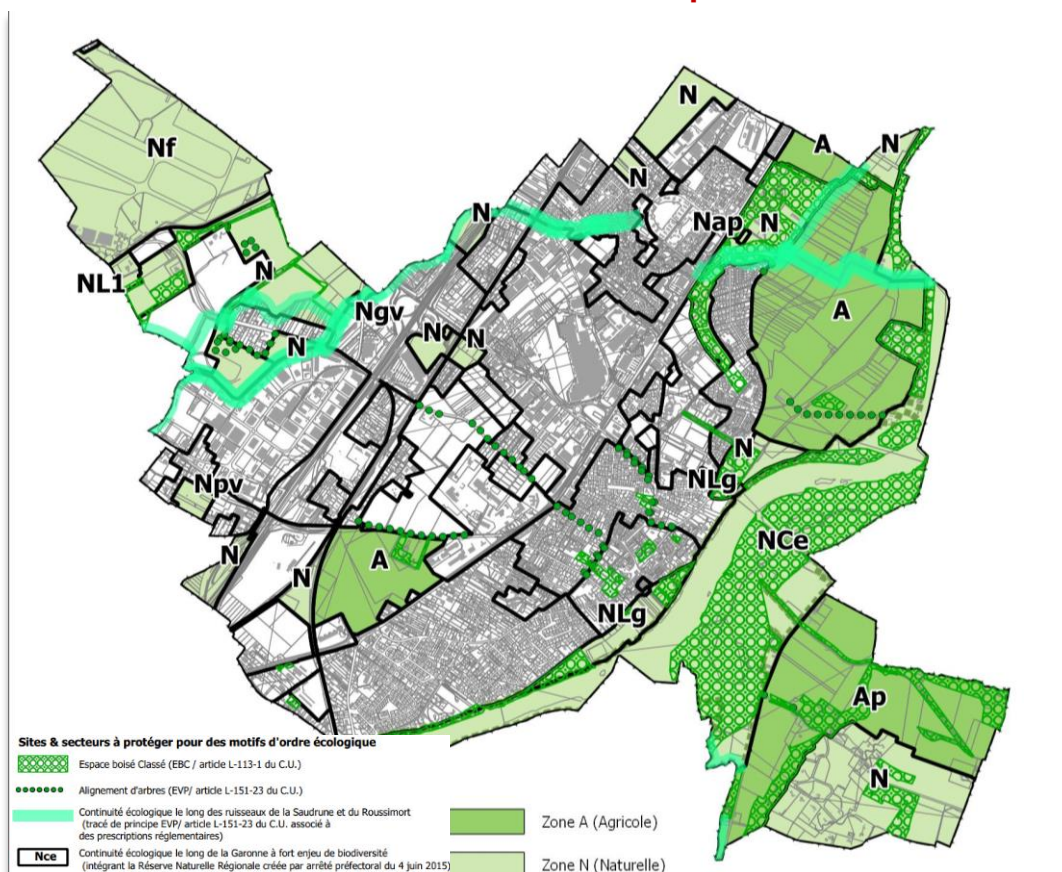 N
Nf
A
N
N
Nap
N
N
NL1
N
Ngv
A
N
N
N
Npv
N
NLg
NCe
N
N
A
NLg
Ap
N
Sites & secteurs à protéger pour des motifs d'ordre écologique
Espace boisé Classé (EBC / article L-113-1 du C.U.)
Alignement d'arbres (EVP/ article L-151-23 du C.U.)
Continuité écologique le long des ruisseaux de la Saudrune et du Roussimort
(tracé de principe EVP/ article L-151-23 du C.U. associé à
des prescriptions réglementaires)
Nce
Continuité écologique le long de la Garonne à fort enjeu de biodiversité
(intégrant la Réserve Naturelle Régionale créée par arrêté préfectoral du 4 juin 2015)
Zone A (Agricole)
Zone N (Naturelle)